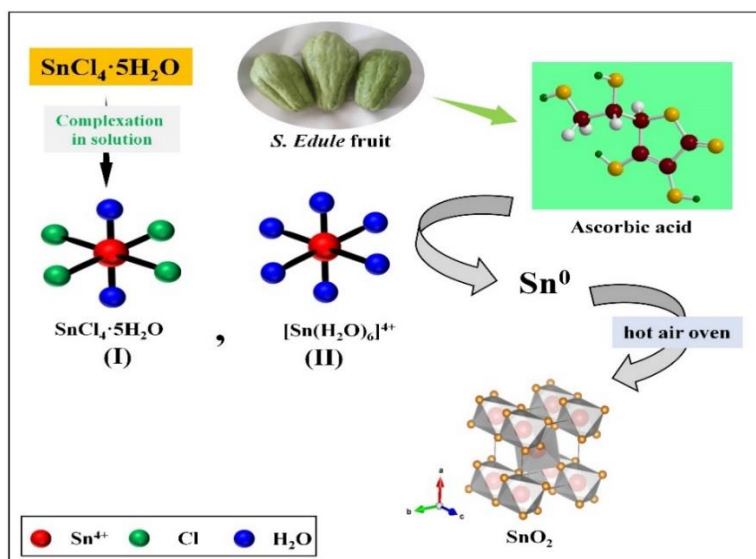 SnCl₄·5H₂O
Complexation
in solution
S. Edule fruit
Ascorbic acid
SnCl₄·5H₂O
(I)
,
[Sn(H₂O)₆]⁴⁺
(II)
Sn⁰
hot air oven
a
b
c
SnO₂
Sn⁴⁺
Cl
H₂O